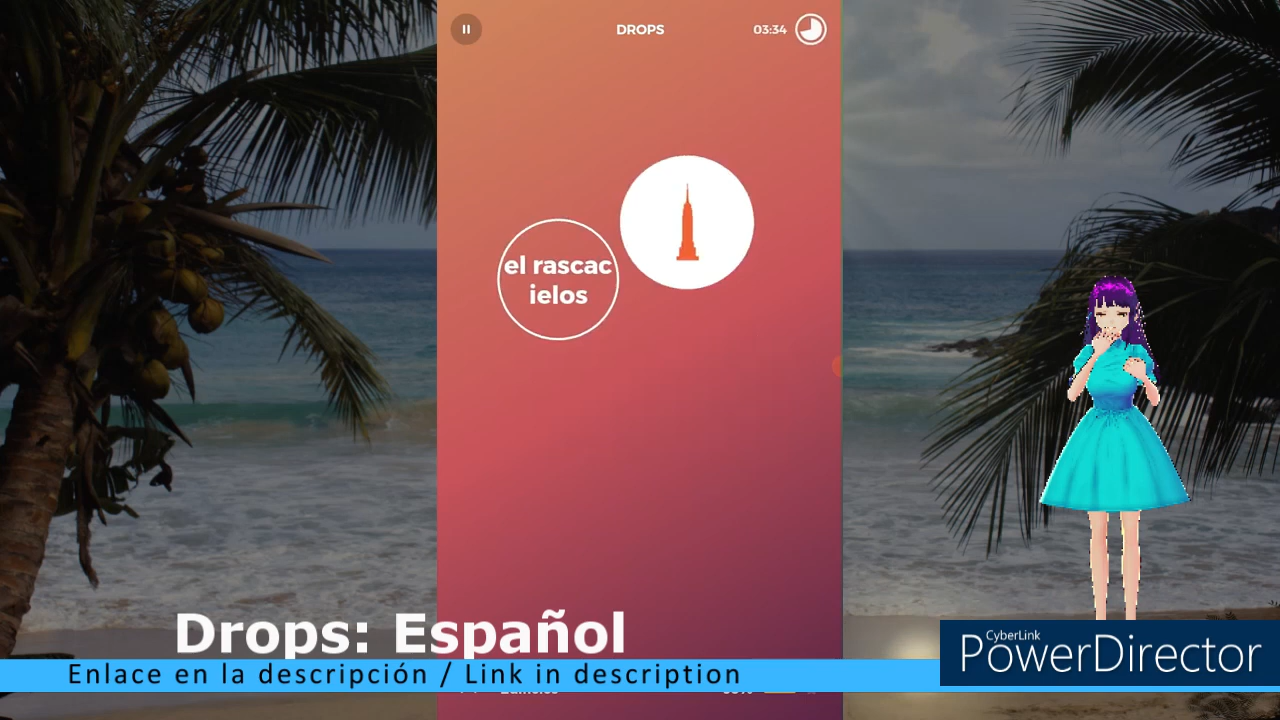 DROPS
03:34
el rascac
ielos
Drops: Español
Enlace en la descripción / Link in description
CyberLink
PowerDirector